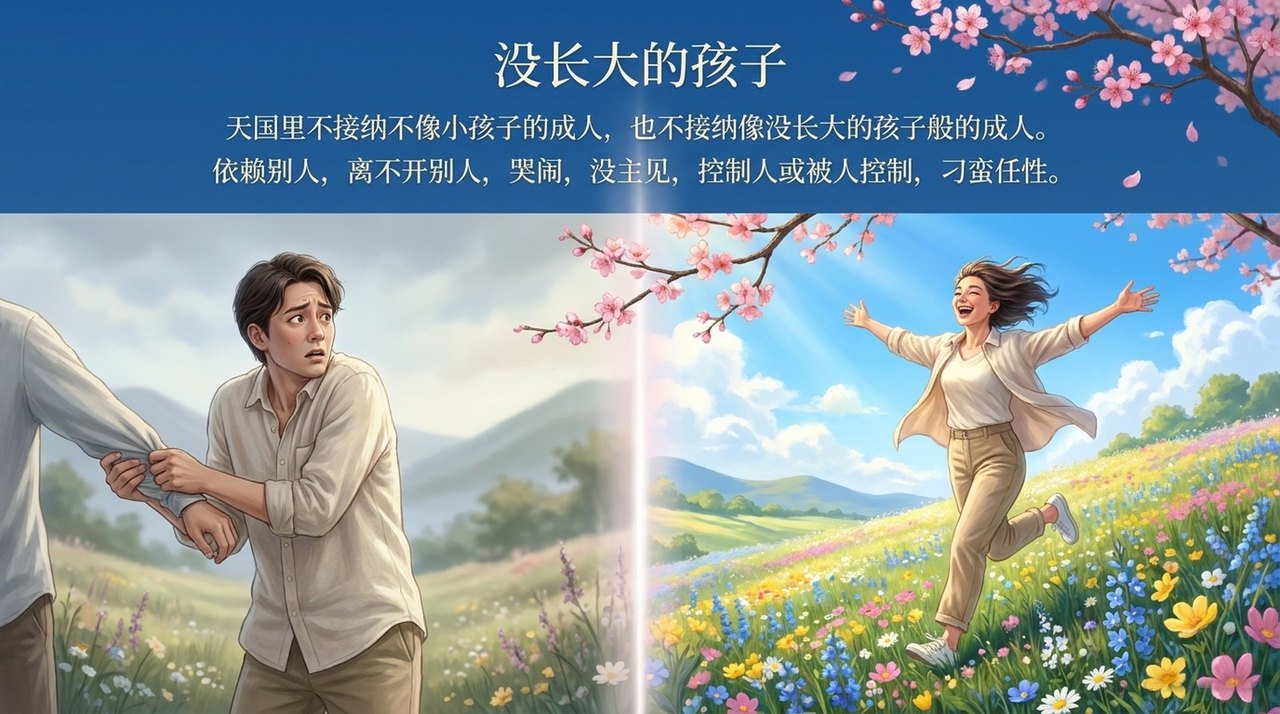 没长大的孩子
天国里不接纳不像小孩子的成人，也不接纳像没长大的孩子般的成人。
依赖别人，离不开别人，哭闹，没主见，控制人或被人控制，刁蛮任性。